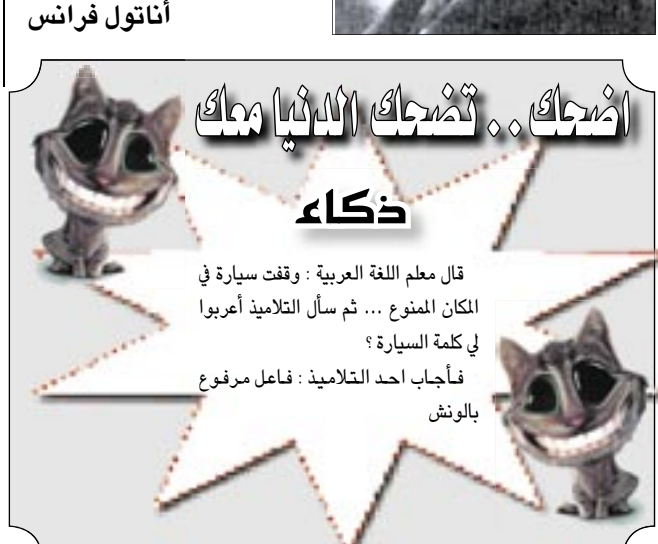 أناتول فرانس
اضحك.. تضحك الدنيا معك
ذكاء
قال معلم اللغة العربية : وقفت سيارة في
المكان الممنوع ... ثم سأل التلاميذ أعربوا
لي كلمة السيارة ؟
فأجاب احد التلاميذ : فاعل مرفوع
بالونش